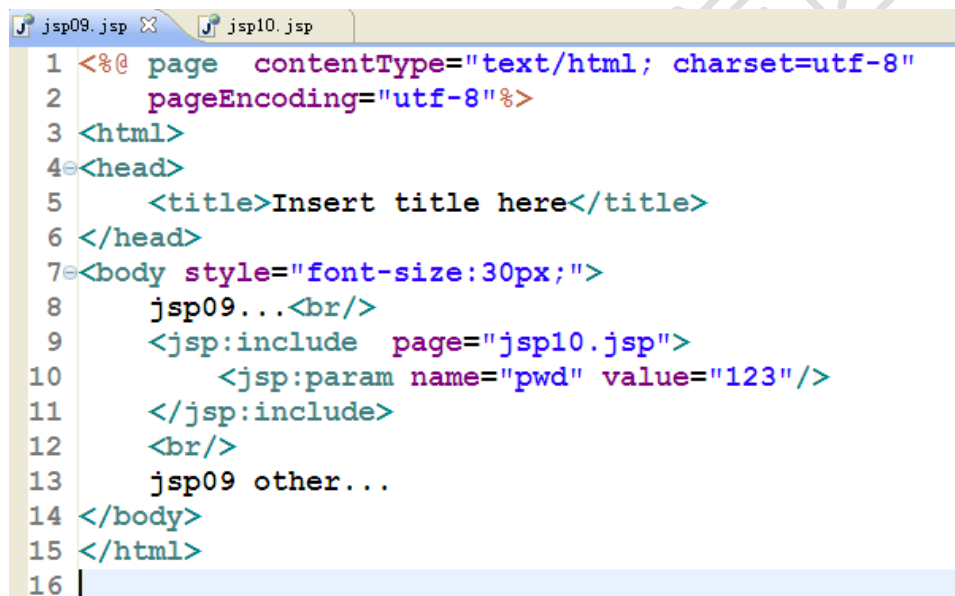 jsp09.jsp jsp10.jsp
1 <%@ page  contentType="text/html; charset=utf-8"
2     pageEncoding="utf-8"%>
3 <html>
4 <head>
5     <title>Insert title here</title>
6 </head>
7 <body style="font-size:30px;">
8     jsp09...<br/>
9     <jsp:include  page="jsp10.jsp">
10         <jsp:param name="pwd" value="123"/>
11     </jsp:include>
12     <br/>
13     jsp09 other...
14 </body>
15 </html>
16